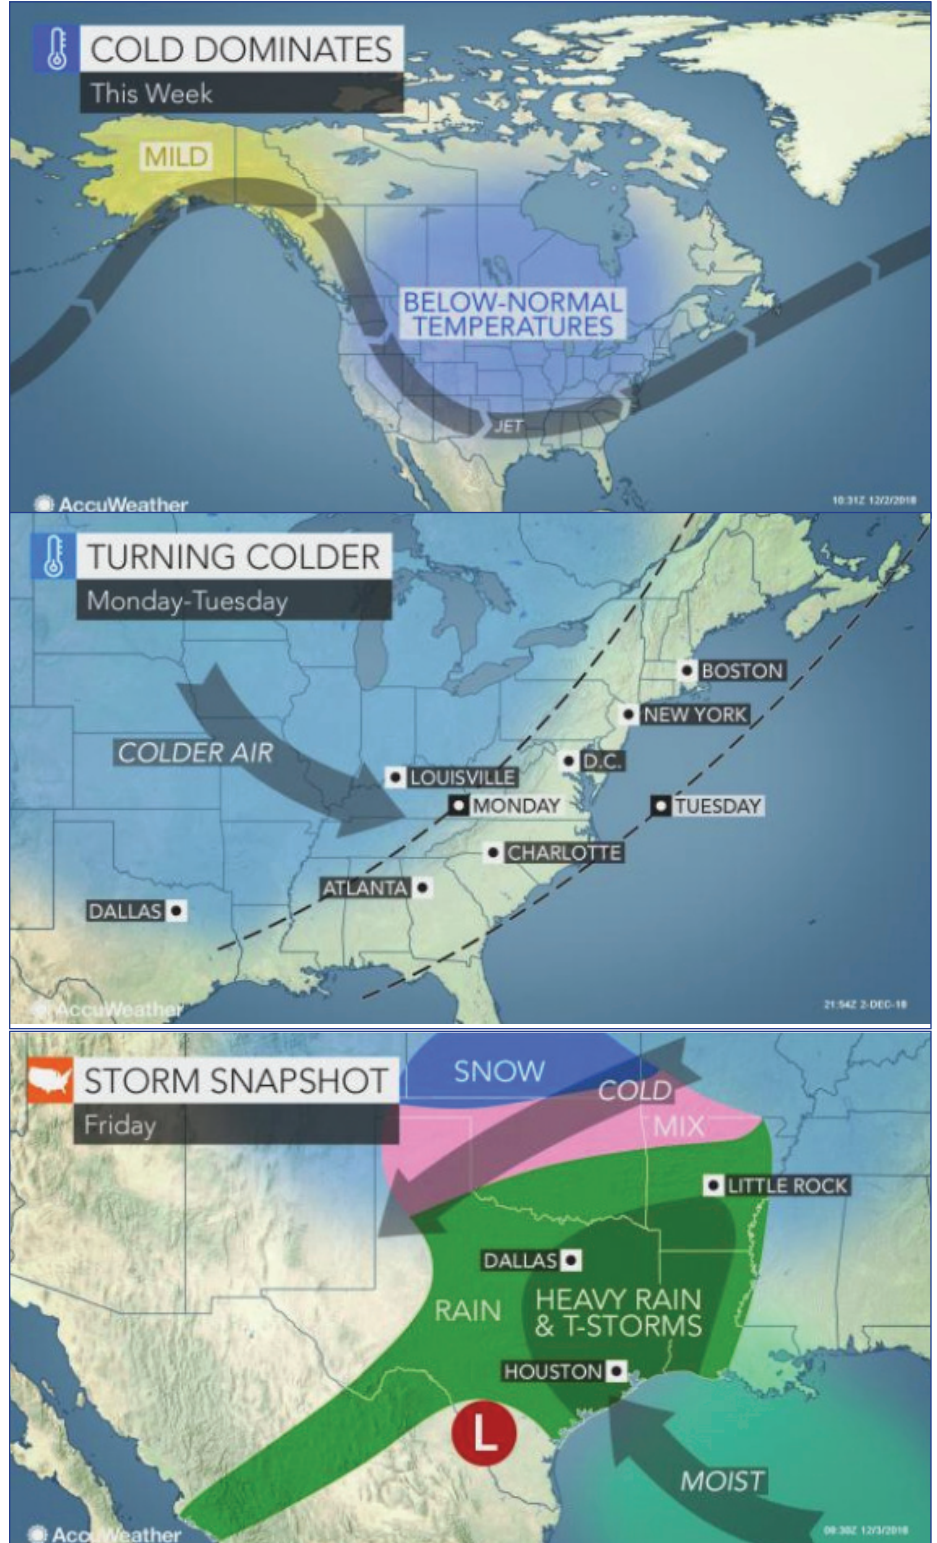 COLD DOMINATES
This Week
MILD
BELOW-NORMAL
TEMPERATURES
JET
AccuWeather
10:31Z 12/2/2018
TURNING COLDER
Monday-Tuesday
BOSTON
NEW YORK
COLDER AIR
D.C.
LOUISVILLE
MONDAY
TUESDAY
CHARLOTTE
ATLANTA
DALLAS
AccuWeather
21:54Z 2-DEC-18
STORM SNAPSHOT
Friday
SNOW
COLD
MIX
LITTLE ROCK
DALLAS
RAIN
HEAVY RAIN
& T-STORMS
HOUSTON
L
MOIST
AccuWeather
08:30Z 12/3/2018